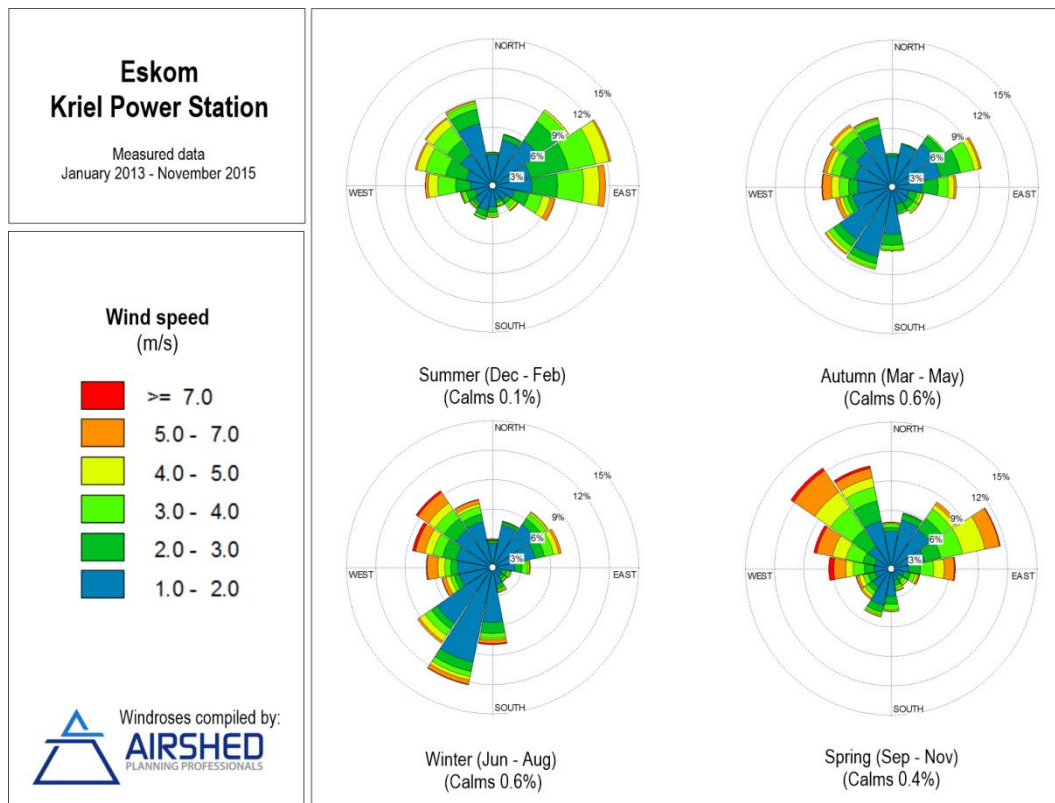 Eskom
Kriel Power Station
Measured data
January 2013 - November 2015
Wind speed
(m/s)
>= 7.0
5.0 - 7.0
4.0 - 5.0
3.0 - 4.0
2.0 - 3.0
1.0 - 2.0
Windroses compiled by:
AIRSHED
PLANNING PROFESSIONALS
NORTH
15%
12%
9%
6%
3%
WEST
EAST
SOUTH
Summer (Dec - Feb)
(Calms 0.1%)
NORTH
15%
12%
9%
6%
3%
WEST
EAST
SOUTH
Autumn (Mar - May)
(Calms 0.6%)
NORTH
15%
12%
9%
6%
3%
WEST
EAST
SOUTH
Winter (Jun - Aug)
(Calms 0.6%)
NORTH
15%
12%
9%
6%
3%
WEST
EAST
SOUTH
Spring (Sep - Nov)
(Calms 0.4%)